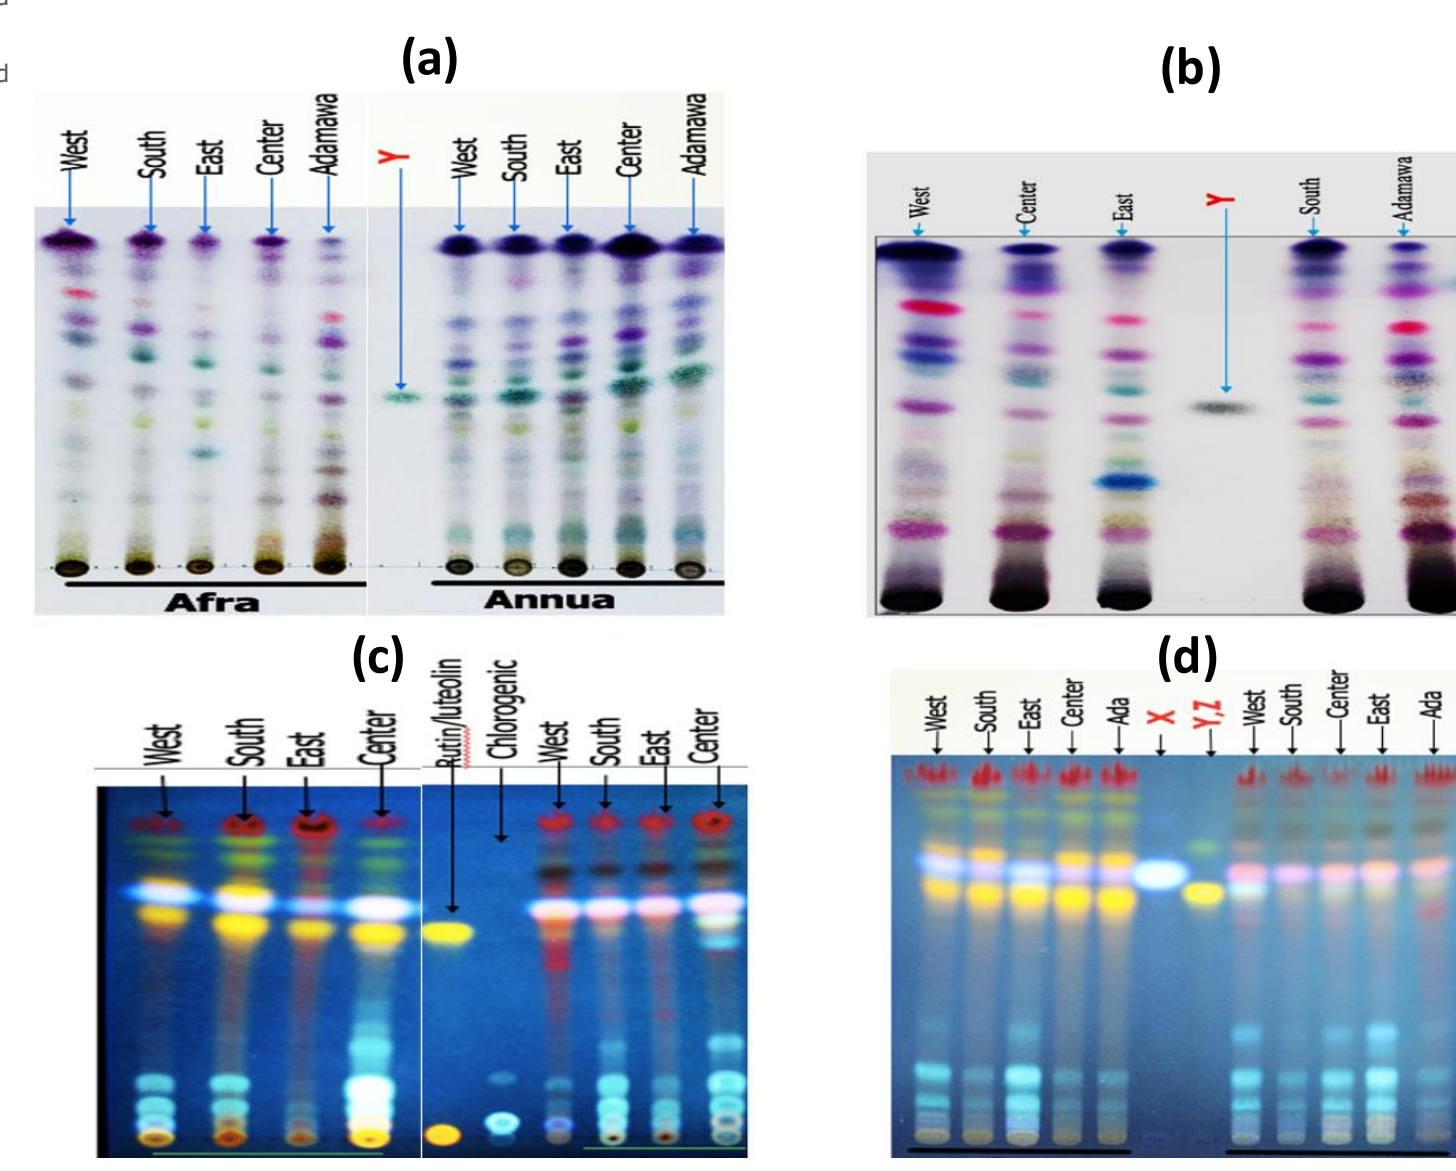 d
d
(a)
West
South
East
Center
Adamawa
Y
West
South
East
Center
Adamawa
Afra
Annua
(b)
West
Center
East
Y
South
Adamawa
(c)
West
South
East
Center
Rutin/luteolin
Chlorogenic
West
South
East
Center
(d)
West
South
East
Center
Ada
X
Y,Z
West
South
Center
East
Ada